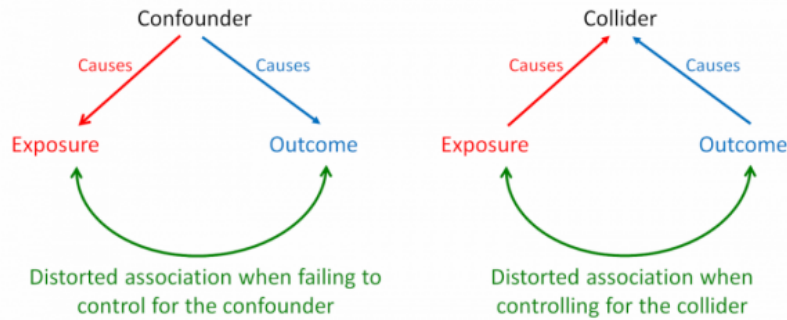 Confounder
Causes
Causes
Exposure
Outcome
Distorted association when failing to
control for the confounder
Collider
Causes
Causes
Exposure
Outcome
Distorted association when
controlling for the collider